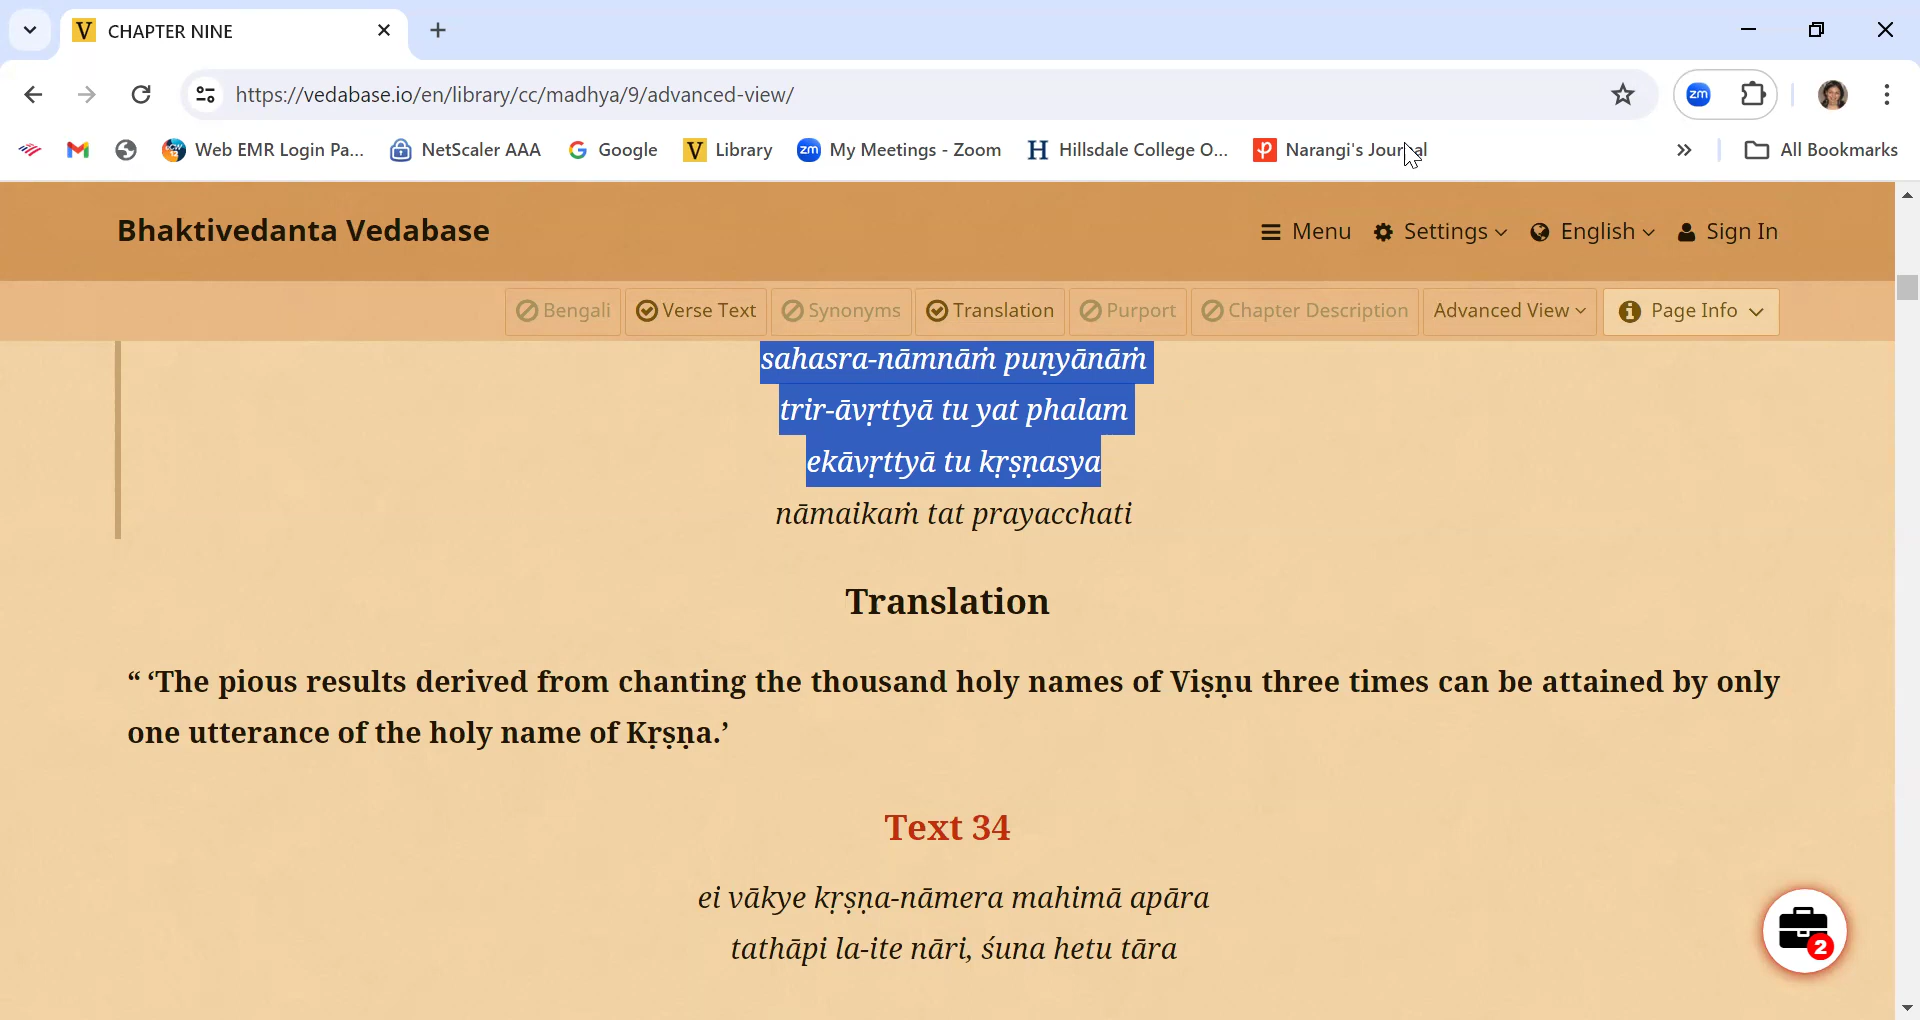 CHAPTER NINE
https://vedabase.io/en/library/cc/madhya/9/advanced-view/
zm
Web EMR Login Pa...
NetScaler AAA
Google
Library
My Meetings - Zoom
Hillsdale College O...
Narangi's Journal
All Bookmarks
Bhaktivedanta Vedabase
Menu
Settings
English
Sign In
Bengali
Verse Text
Synonyms
Translation
Purport
Chapter Description
Advanced View
Page Info
sahasra-nāmnāṁ puṇyānāṁ
trir-āvṛttyā tu yat phalam
ekāvṛttyā tu kṛṣṇasya
nāmaikaṁ tat prayacchati
Translation
“ ‘The pious results derived from chanting the thousand holy names of Viṣṇu three times can be attained by only
one utterance of the holy name of Kṛṣṇa.’
Text 34
ei vākye kṛṣṇa-nāmera mahimā apāra
tathāpi la-ite nāri, śuna hetu tāra
2